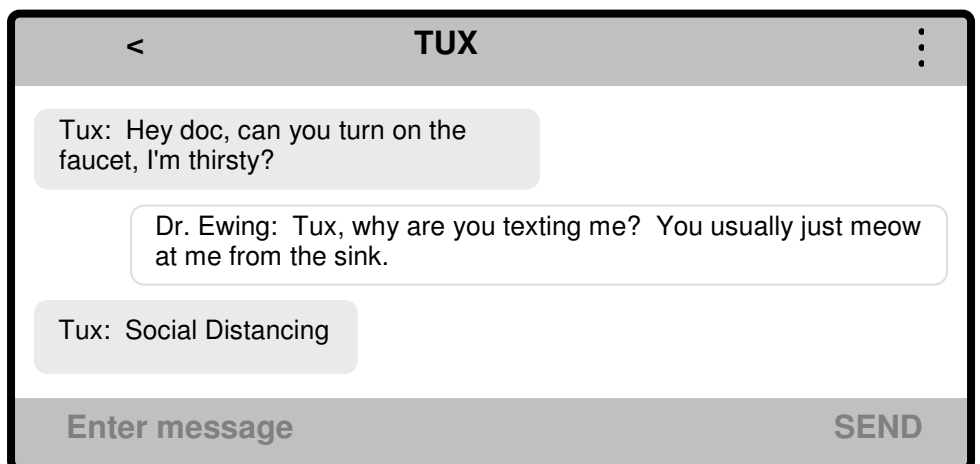 < TUX
Tux:  Hey doc, can you turn on the
faucet, I'm thirsty?
Dr. Ewing:  Tux, why are you texting me?  You usually just meow
at me from the sink.
Tux:  Social Distancing
Enter message SEND